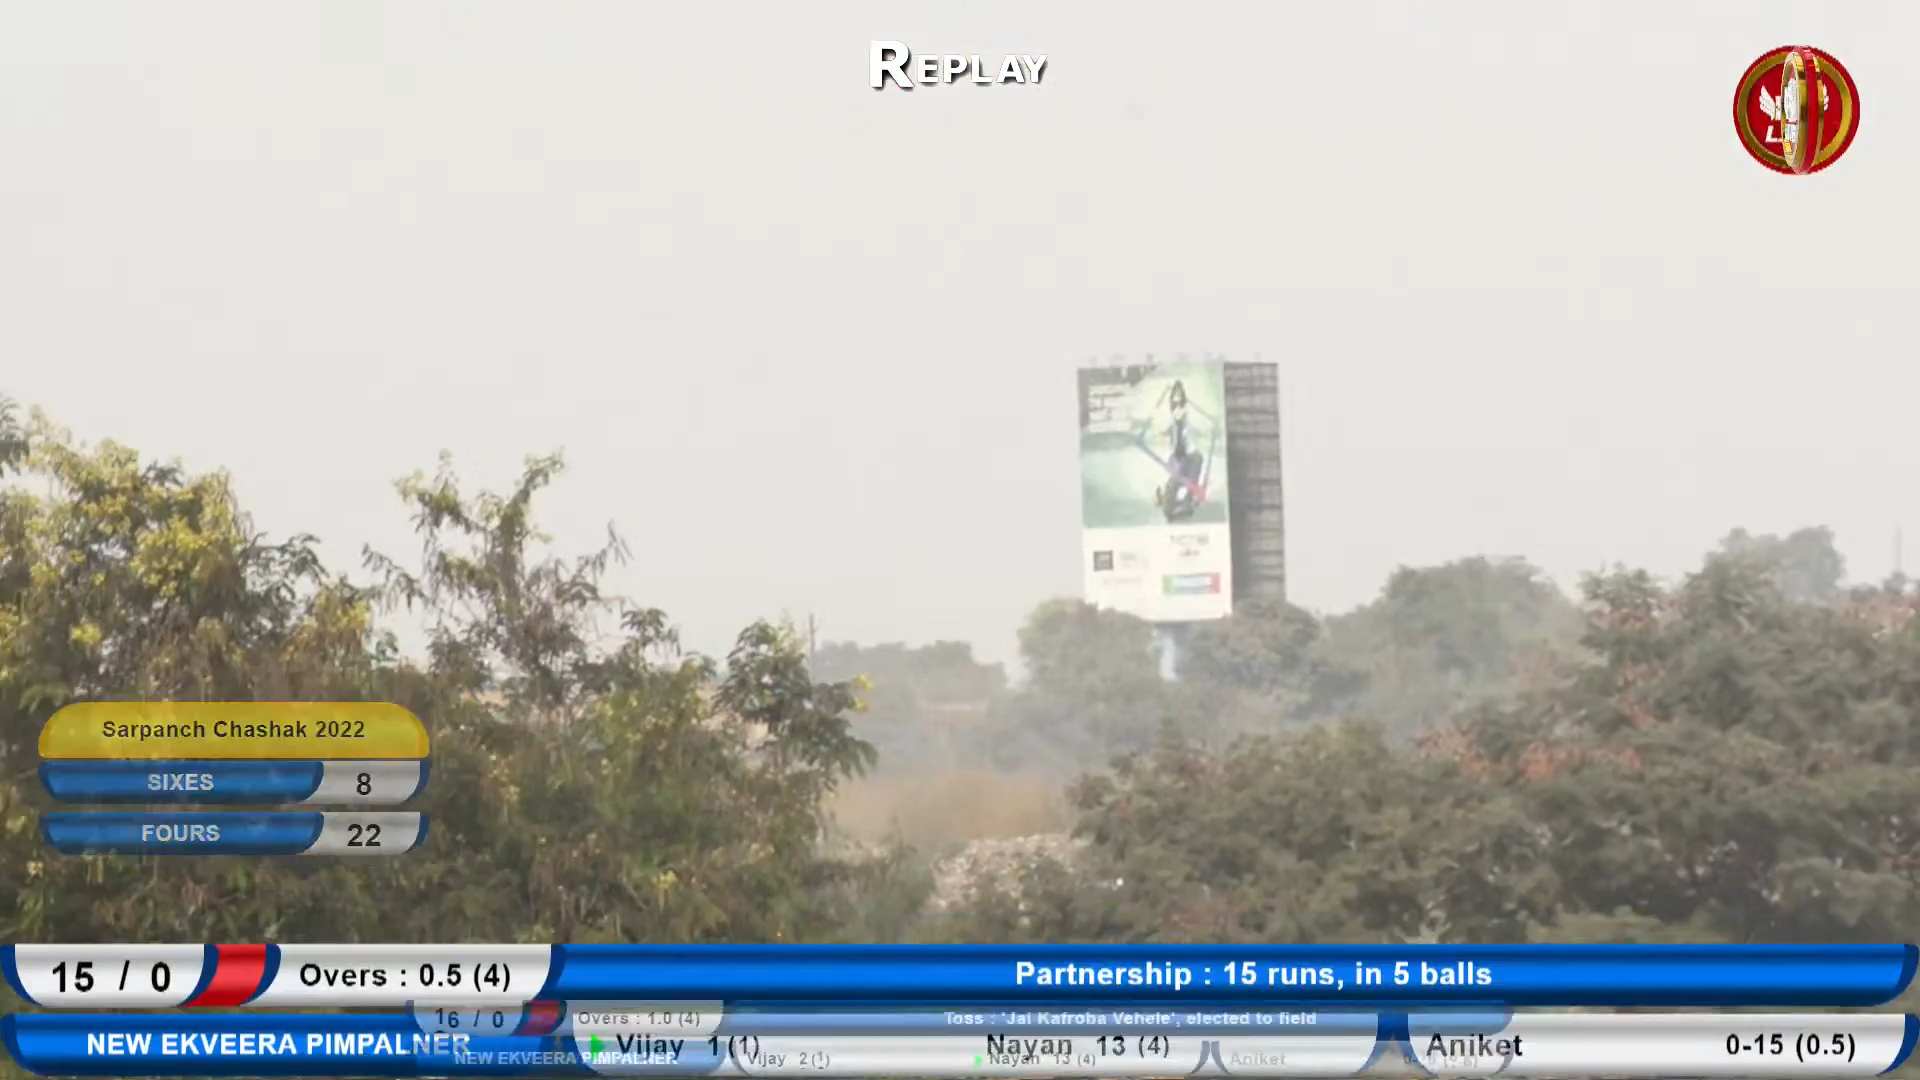 REPLAY
Sarpanch Chashak 2022
SIXES 8
FOURS 22
15 / 0 Overs : 0.5 (4) Partnership : 15 runs, in 5 balls
16 / 0 Overs : 1.0 (4) Toss : 'Jai Kafroba Vehele', elected to field
NEW EKVEERA PIMPALNER Vijay 1 (1) Nayan 13 (4) Aniket 0-15 (0.5)
NEW EKVEERA PIMPALNER Vijay 2 (1) Nayan 13 (4) Aniket